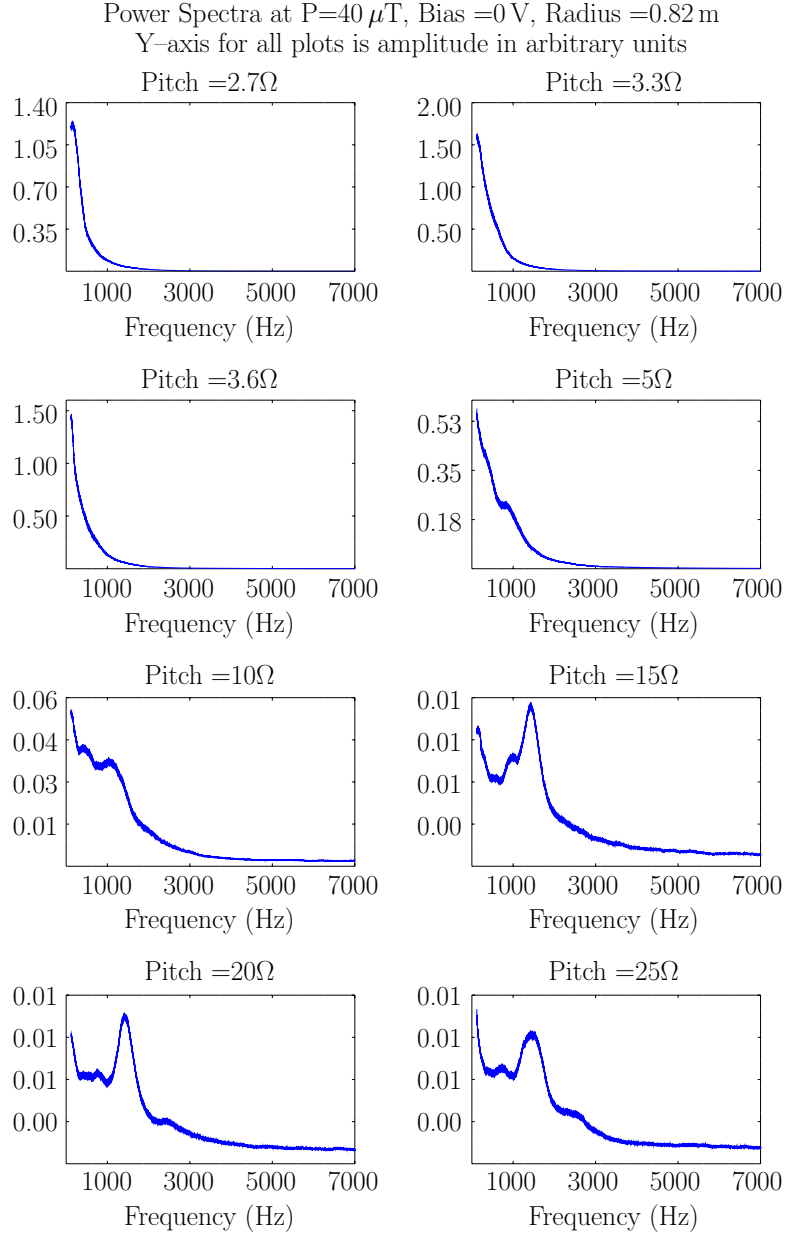 Power Spectra at P=40 μT, Bias =0 V, Radius =0.82 m
Y–axis for all plots is amplitude in arbitrary units
Pitch =2.7Ω
1.40
1.05
0.70
0.35
1000 3000 5000 7000
Frequency (Hz)
Pitch =3.3Ω
2.00
1.50
1.00
0.50
1000 3000 5000 7000
Frequency (Hz)
Pitch =3.6Ω
1.50
1.00
0.50
1000 3000 5000 7000
Frequency (Hz)
Pitch =5Ω
0.53
0.35
0.18
1000 3000 5000 7000
Frequency (Hz)
Pitch =10Ω
0.06
0.04
0.03
0.01
1000 3000 5000 7000
Frequency (Hz)
Pitch =15Ω
0.01
0.01
0.01
0.00
1000 3000 5000 7000
Frequency (Hz)
Pitch =20Ω
0.01
0.01
0.01
0.00
1000 3000 5000 7000
Frequency (Hz)
Pitch =25Ω
0.01
0.01
0.01
0.00
1000 3000 5000 7000
Frequency (Hz)